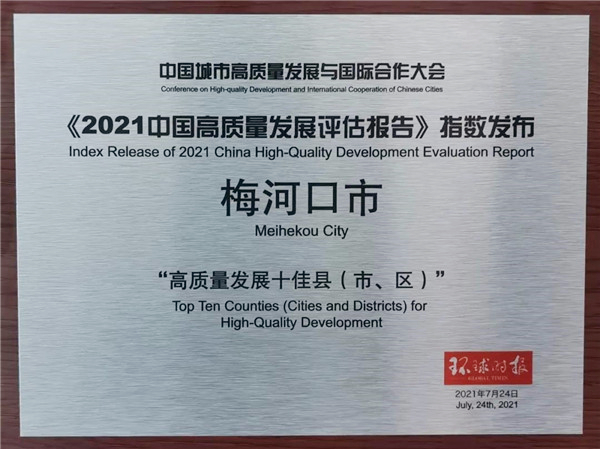 中国城市高质量发展与国际合作大会
Conference on High-quality Development and International Cooperation of Chinese Cities
《2021中国高质量发展评估报告》指数发布
Index Release of 2021 China High-Quality Development Evaluation Report
梅河口市
Meihekou City
“高质量发展十佳县（市、区）”
Top Ten Counties (Cities and Districts) for
High-Quality Development
环球时报
GLOBAL TIMES
2021年7月24日
July, 24th, 2021